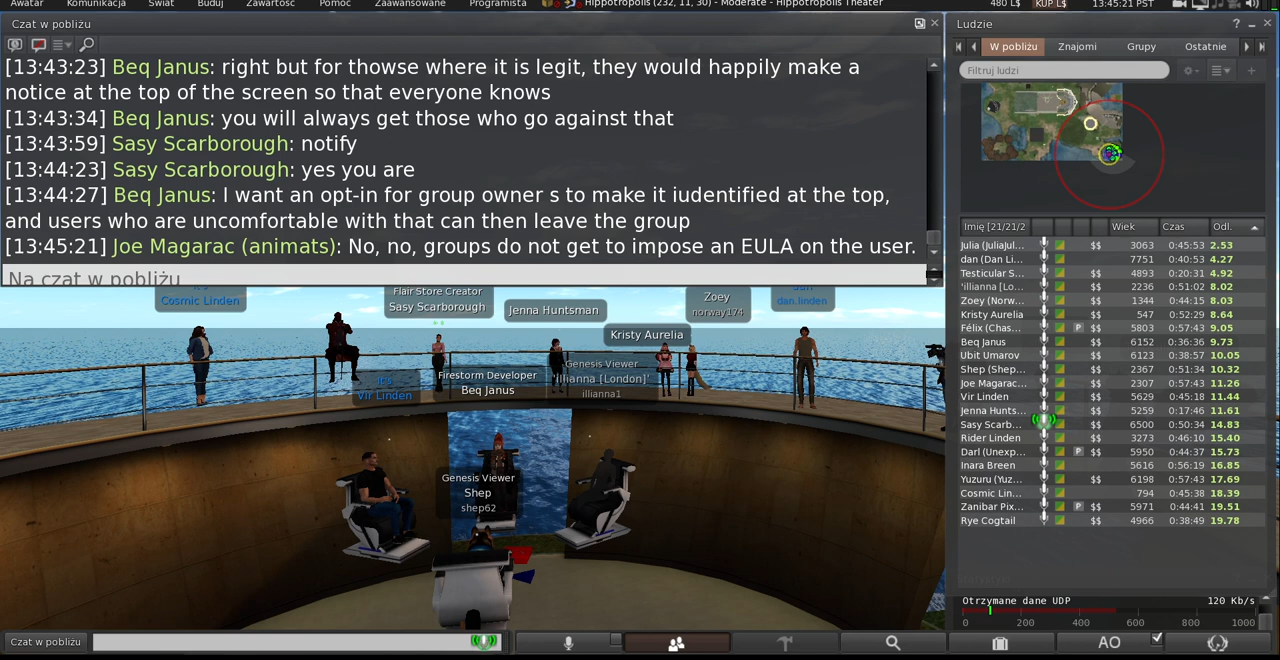 Awatar Komunikacja Świat Buduj Zawartość Pomoc Zaawansowane Programista Hippotropolis (232, 11, 30) - Moderate - Hippotropolis Theater 480 L$ KUP L$ 13:45:21 PST
Czat w pobliżu
[13:43:23] Beq Janus: right but for thowse where it is legit, they would happily make a
notice at the top of the screen so that everyone knows
[13:43:34] Beq Janus: you will always get those who go against that
[13:43:59] Sasy Scarborough: notify
[13:44:23] Sasy Scarborough: yes you are
[13:44:27] Beq Janus: I want an opt-in for group owner s to make it iudentified at the top,
and users who are uncomfortable with that can then leave the group
[13:45:21] Joe Magarac (animats): No, no, groups do not get to impose an EULA on the user.
Na czat w pobliżu
Cosmic Linden
Flair Store Creator
Sasy Scarborough
Jenna Huntsman
Zoey
norway174
dan.linden
Kristy Aurelia
It's
Vir Linden
Firestorm Developer
Beq Janus
Genesis Viewer
'illianna [London]'
illianna1
Genesis Viewer
Shep
shep62
Ludzie
? _ ×
W pobliżu Znajomi Grupy Ostatnie
Filtruj ludzi
Imię [21/21/2 Wiek Czas Odl.
Julia (JuliaJul... $$ 3063 0:45:53 2.53
dan (Dan Li... 7751 0:40:53 4.27
Testicular S... $$ 4893 0:20:31 4.92
'illianna [Lo... $$ 2236 0:51:02 8.02
Zoey (Norw... $$ 1344 0:44:15 8.03
Kristy Aurelia 547 0:52:29 8.64
Félix (Chas... P $$ 5803 0:57:43 9.05
Beq Janus $$ 6152 0:36:36 9.73
Ubit Umarov $$ 6123 0:38:57 10.05
Shep (Shep... $$ 2367 0:51:34 10.32
Joe Magarac... $$ 2307 0:57:43 11.26
Vir Linden $$ 5629 0:45:18 11.44
Jenna Hunts... $$ 5259 0:17:46 11.61
Sasy Scarb... $$ 6500 0:50:34 14.83
Rider Linden $$ 3273 0:46:10 15.40
Darl (Unexp... P $$ 5950 0:44:37 15.73
Inara Breen 5616 0:56:19 16.85
Yuzuru (Yuz... $$ 6198 0:57:43 17.69
Cosmic Lin... 794 0:45:38 18.39
Zanibar Pix... P $$ 5971 0:44:41 19.51
Rye Cogtail $$ 4966 0:38:49 19.78
Otrzymane dane UDP 120 Kb/s
0 200 400 600 800 1000
Czat w pobliżu
AO